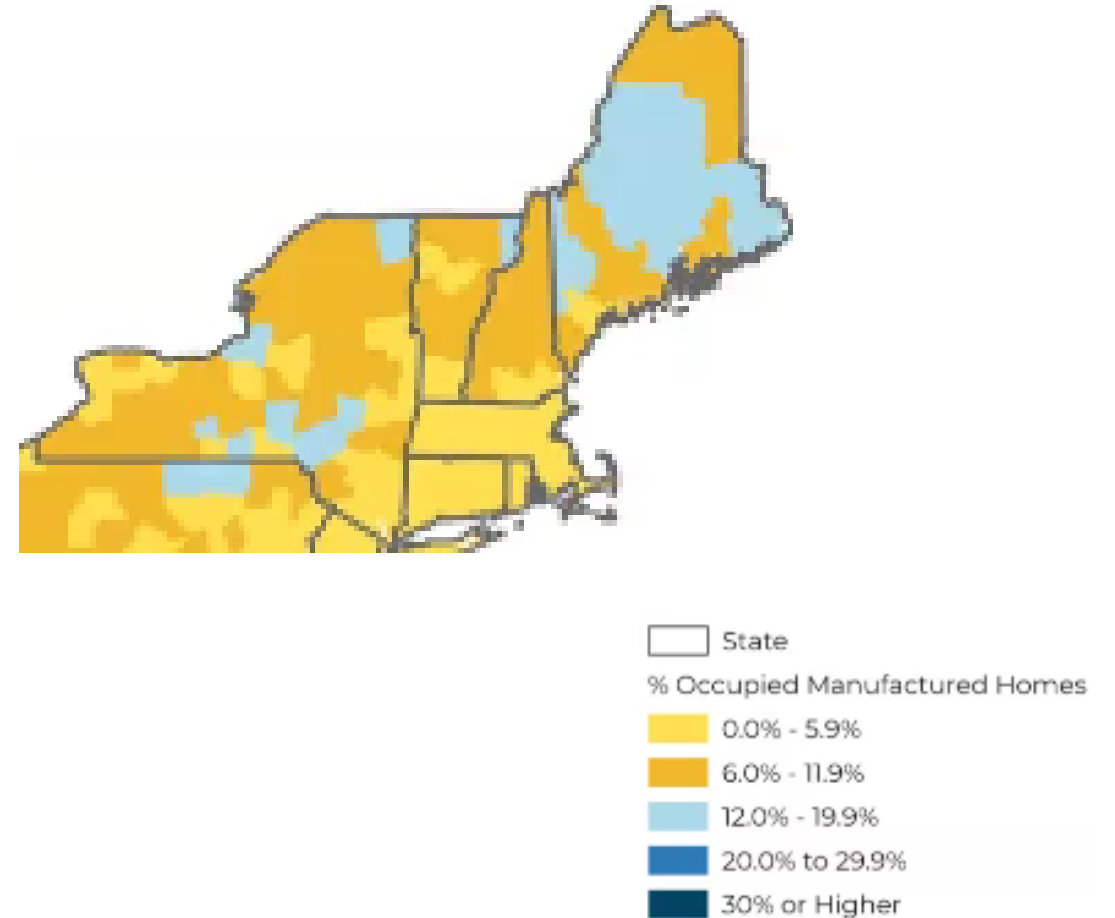 State
% Occupied Manufactured Homes
0.0% - 5.9%
6.0% - 11.9%
12.0% - 19.9%
20.0% to 29.9%
30% or Higher